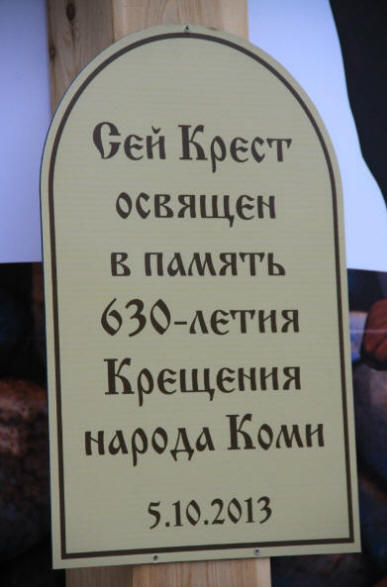 Сей Крест
освящен
в память
630-летия
Крещения
народа Коми
5.10.2013